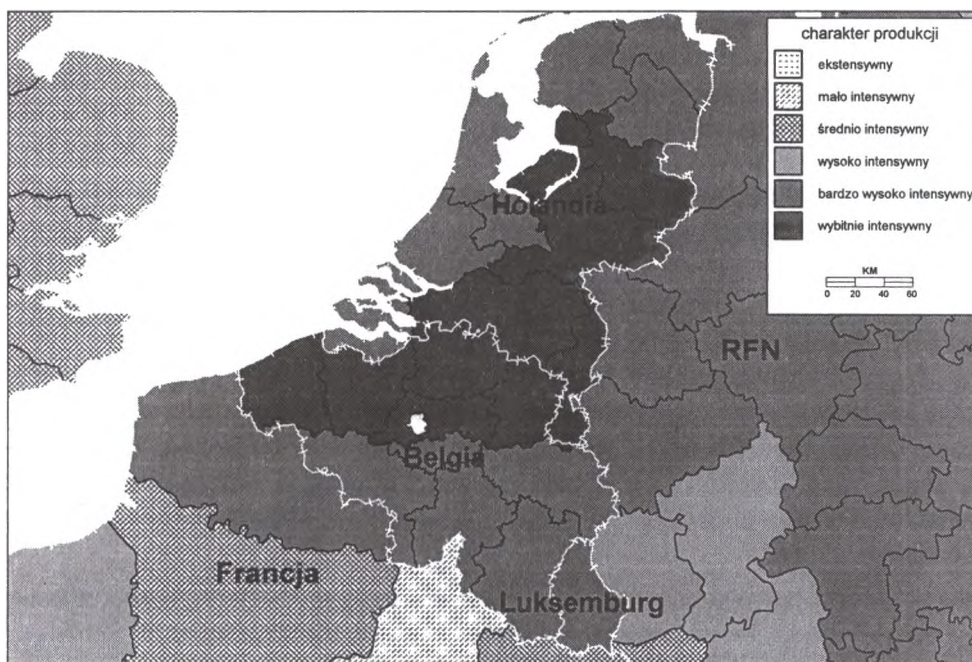 charakter produkcji
ekstensywny
mało intensywny
średnio intensywny
wysoko intensywny
bardzo wysoko intensywny
wybitnie intensywny
KM
0 20 40 60
Holandia
RFN
Belgia
Francja
Luksemburg